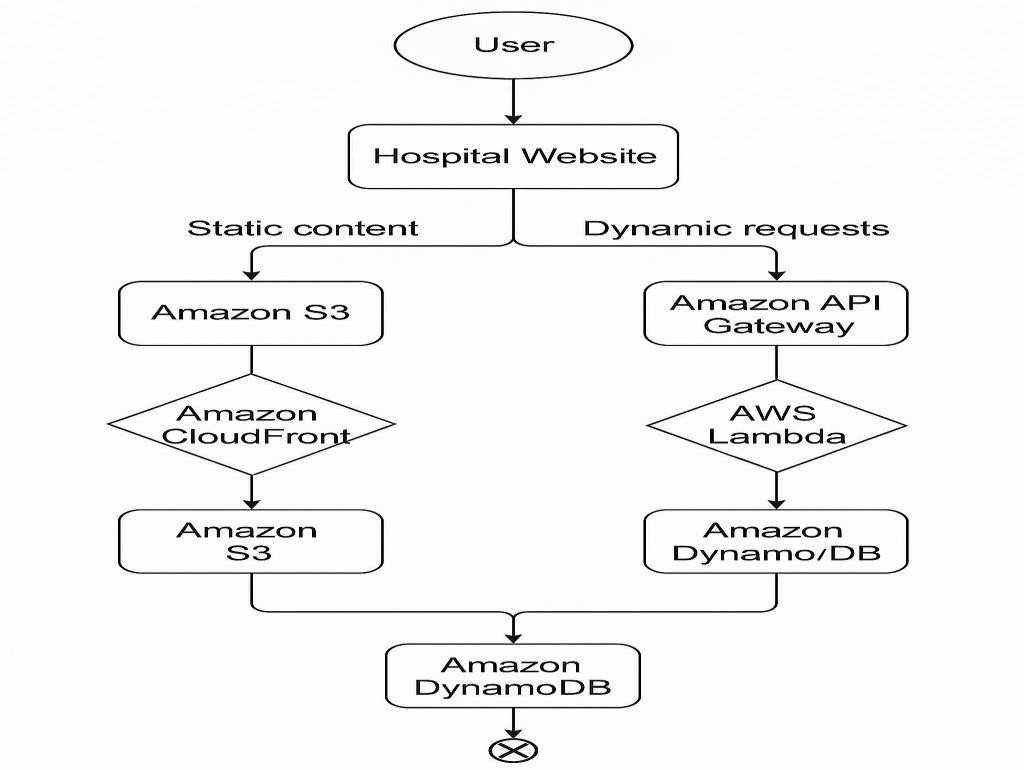 User
Hospital Website
Static content
Dynamic requests
Amazon S3
Amazon API
Gateway
Amazon
CloudFront
AWS
Lambda
Amazon
S3
Amazon
Dynamo/DB
Amazon
DynamoDB